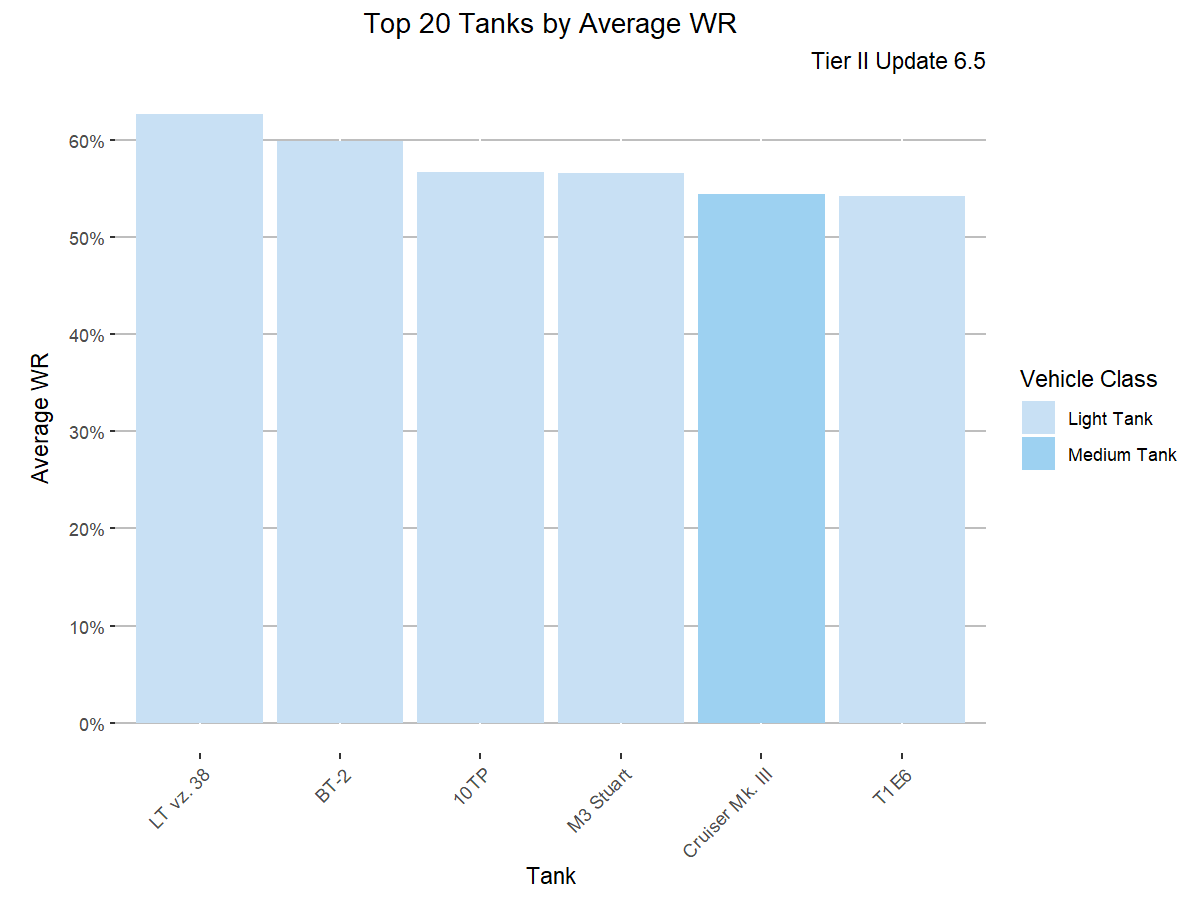 Top 20 Tanks by Average WR
Tier II Update 6.5
Average WR
60%
50%
40%
30%
20%
10%
0%
LT vz. 38
BT-2
10TP
M3 Stuart
Cruiser Mk. III
T1E6
Tank
Vehicle Class
Light Tank
Medium Tank